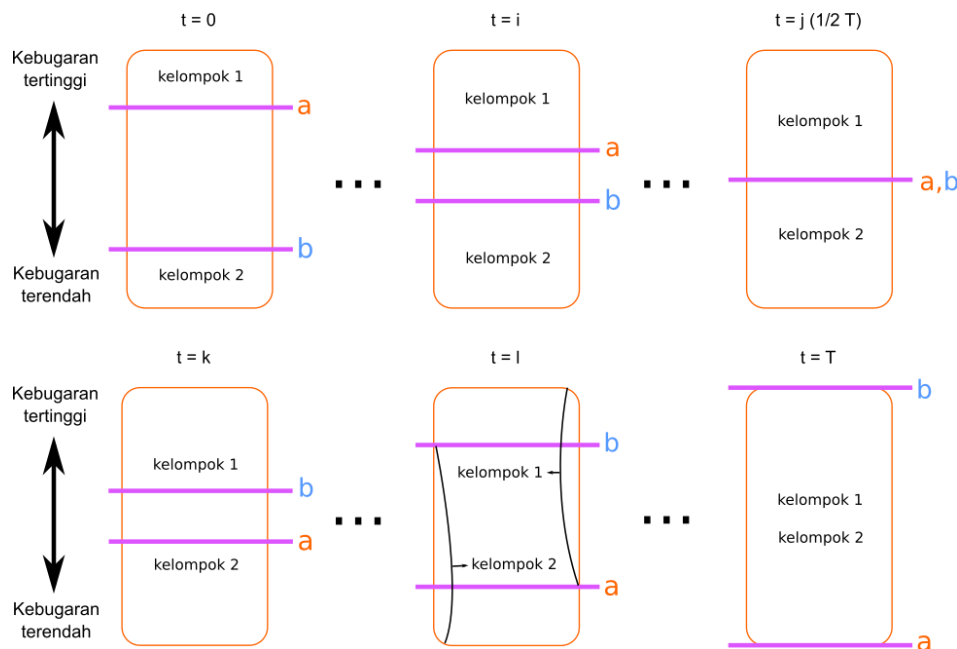 t = 0
t = i
t = j (1/2 T)
Kebugaran
tertinggi
kelompok 1
kelompok 1
kelompok 1
a
a
a,b
b
b
kelompok 2
kelompok 2
kelompok 2
Kebugaran
terendah
t = k
t = l
t = T
Kebugaran
tertinggi
b
b
b
kelompok 1
kelompok 1
kelompok 1
a
kelompok 2
kelompok 2
kelompok 2
a
a
Kebugaran
terendah